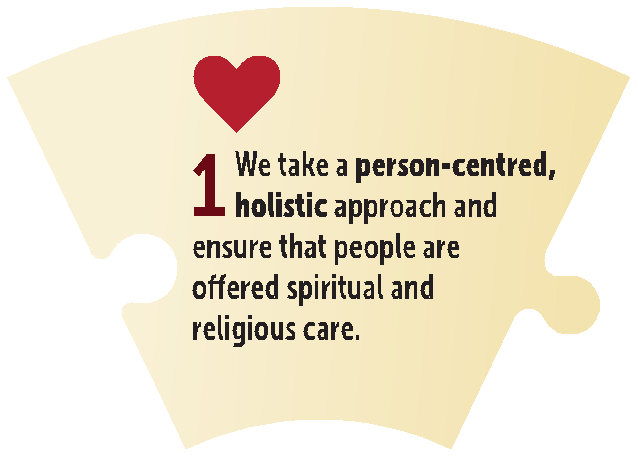 1 We take a person-centred,
holistic approach and
ensure that people are
offered spiritual and
religious care.